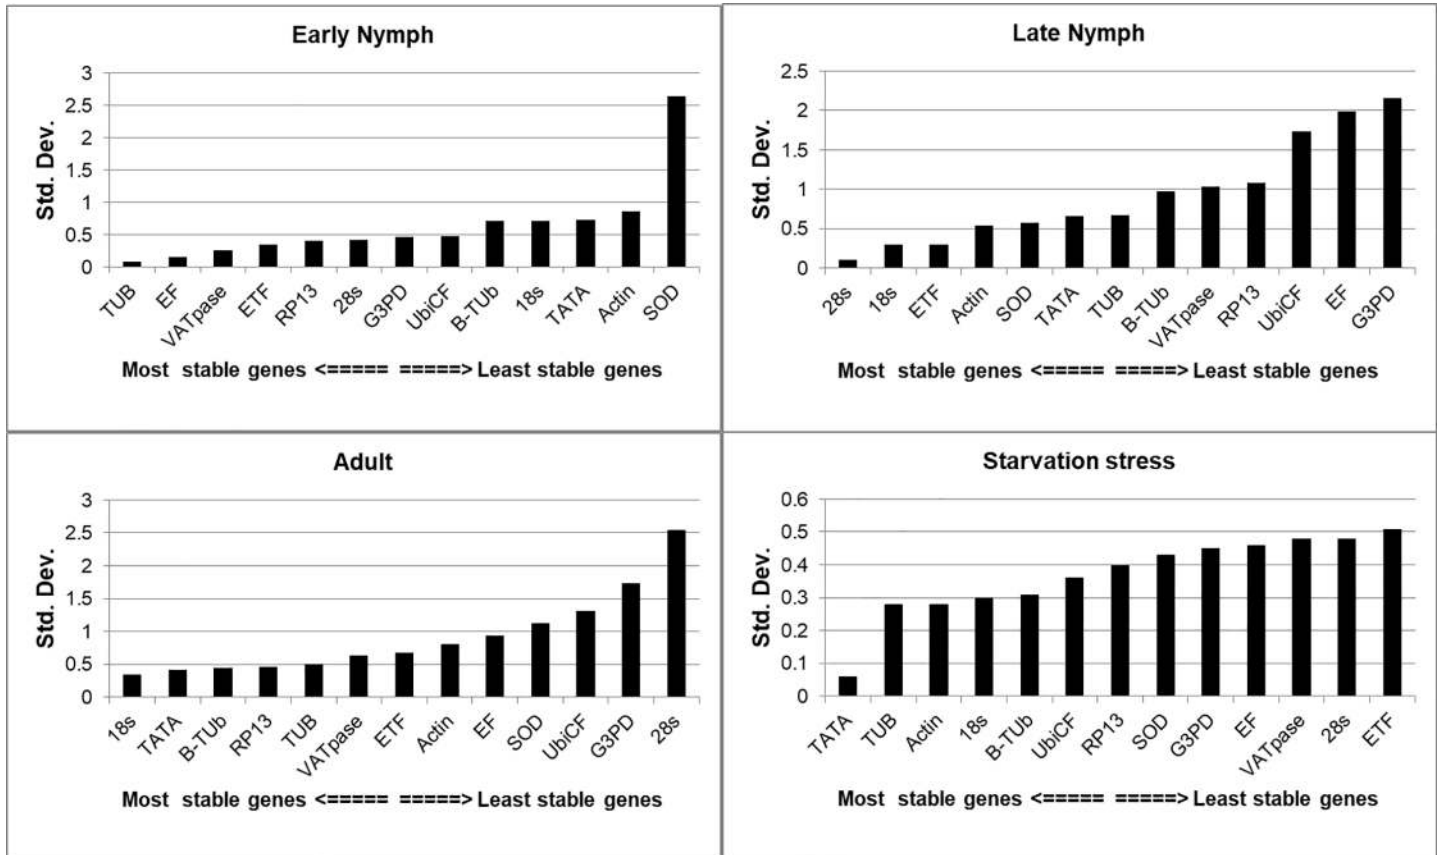 Early Nymph
Std. Dev.
3
2.5
2
1.5
1
0.5
0
TUB
EF
VATpase
ETF
RP13
28s
G3PD
UbiCF
B-TUb
18s
TATA
Actin
SOD
Most stable genes <===== =====> Least stable genes
Late Nymph
Std. Dev.
2.5
2
1.5
1
0.5
0
28s
18s
ETF
Actin
SOD
TATA
TUB
B-TUb
VATpase
RP13
UbiCF
EF
G3PD
Most stable genes <===== =====> Least stable genes
Adult
Std. Dev.
3
2.5
2
1.5
1
0.5
0
18s
TATA
B-TUb
RP13
TUB
VATpase
ETF
Actin
EF
SOD
UbiCF
G3PD
28s
Most stable genes <===== =====> Least stable genes
Starvation stress
Std. Dev.
0.6
0.5
0.4
0.3
0.2
0.1
0
TATA
TUB
Actin
18s
B-TUb
UbiCF
RP13
SOD
G3PD
EF
VATpase
28s
ETF
Most stable genes <===== =====> Least stable genes